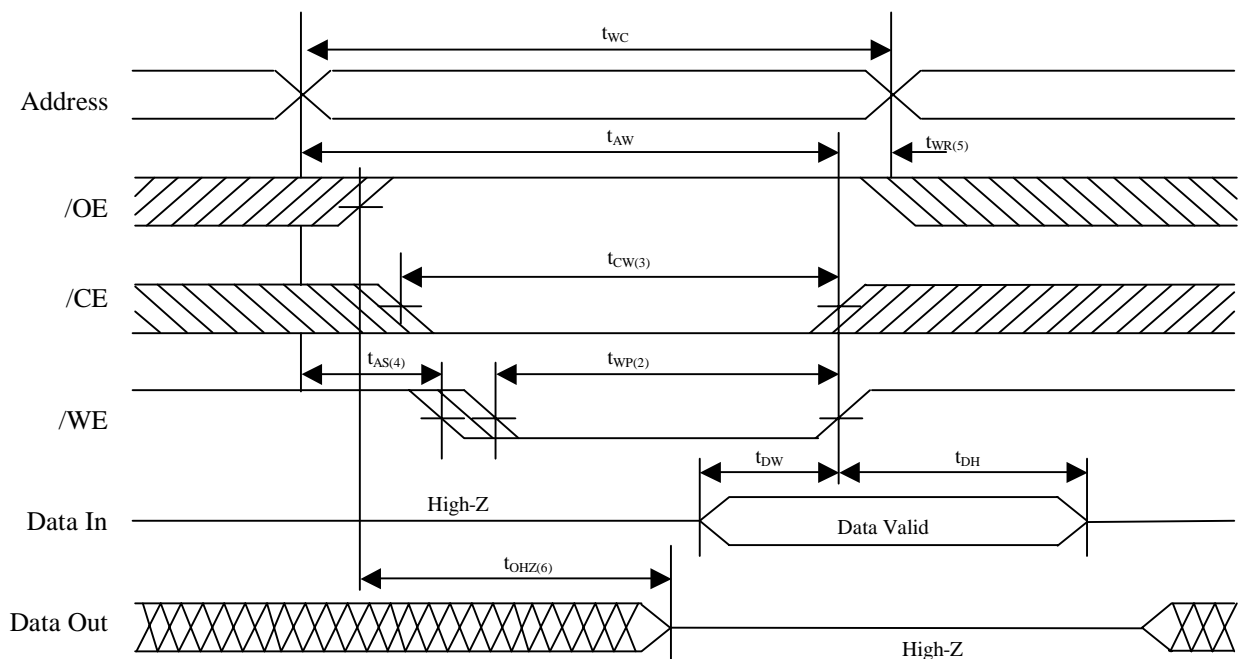 tWC
Address
tAW
tWR(5)
/OE
tCW(3)
/CE
tAS(4)
tWP(2)
/WE
tDW
tDH
High-Z
Data In
Data Valid
tOHZ(6)
Data Out
High-Z